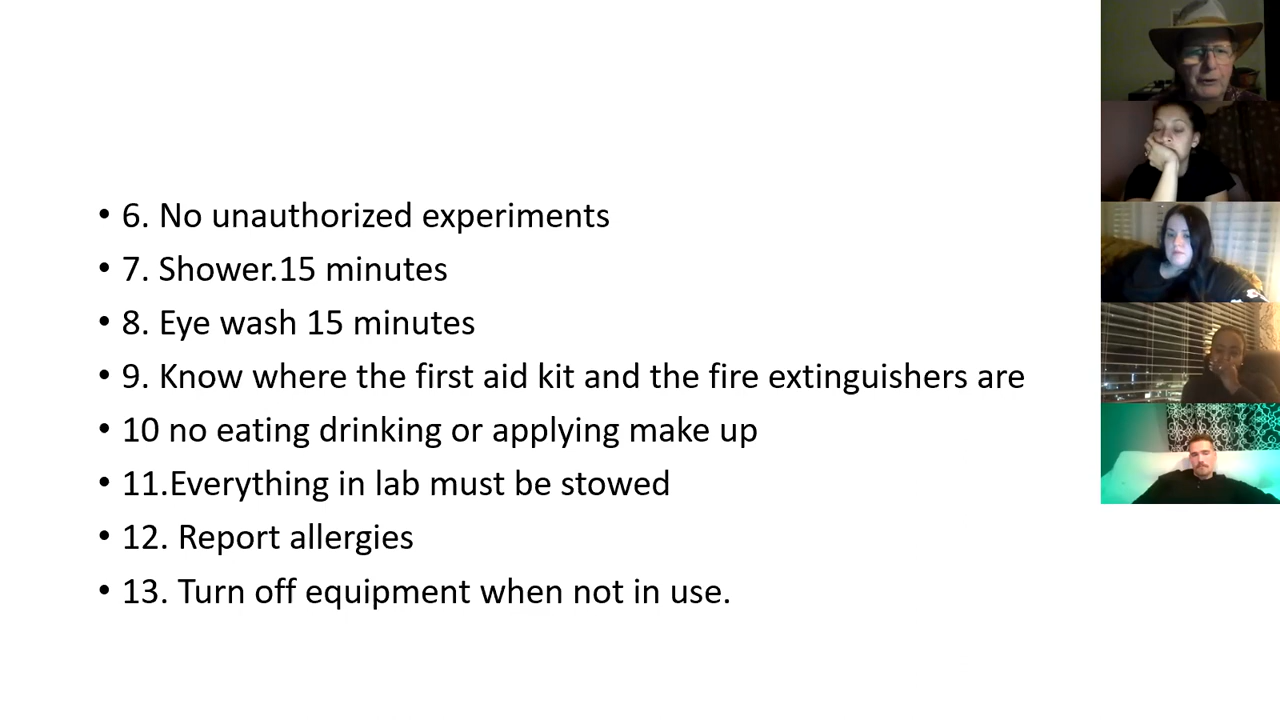 • 6. No unauthorized experiments
• 7. Shower.15 minutes
• 8. Eye wash 15 minutes
• 9. Know where the first aid kit and the fire extinguishers are
• 10 no eating drinking or applying make up
• 11.Everything in lab must be stowed
• 12. Report allergies
• 13. Turn off equipment when not in use.